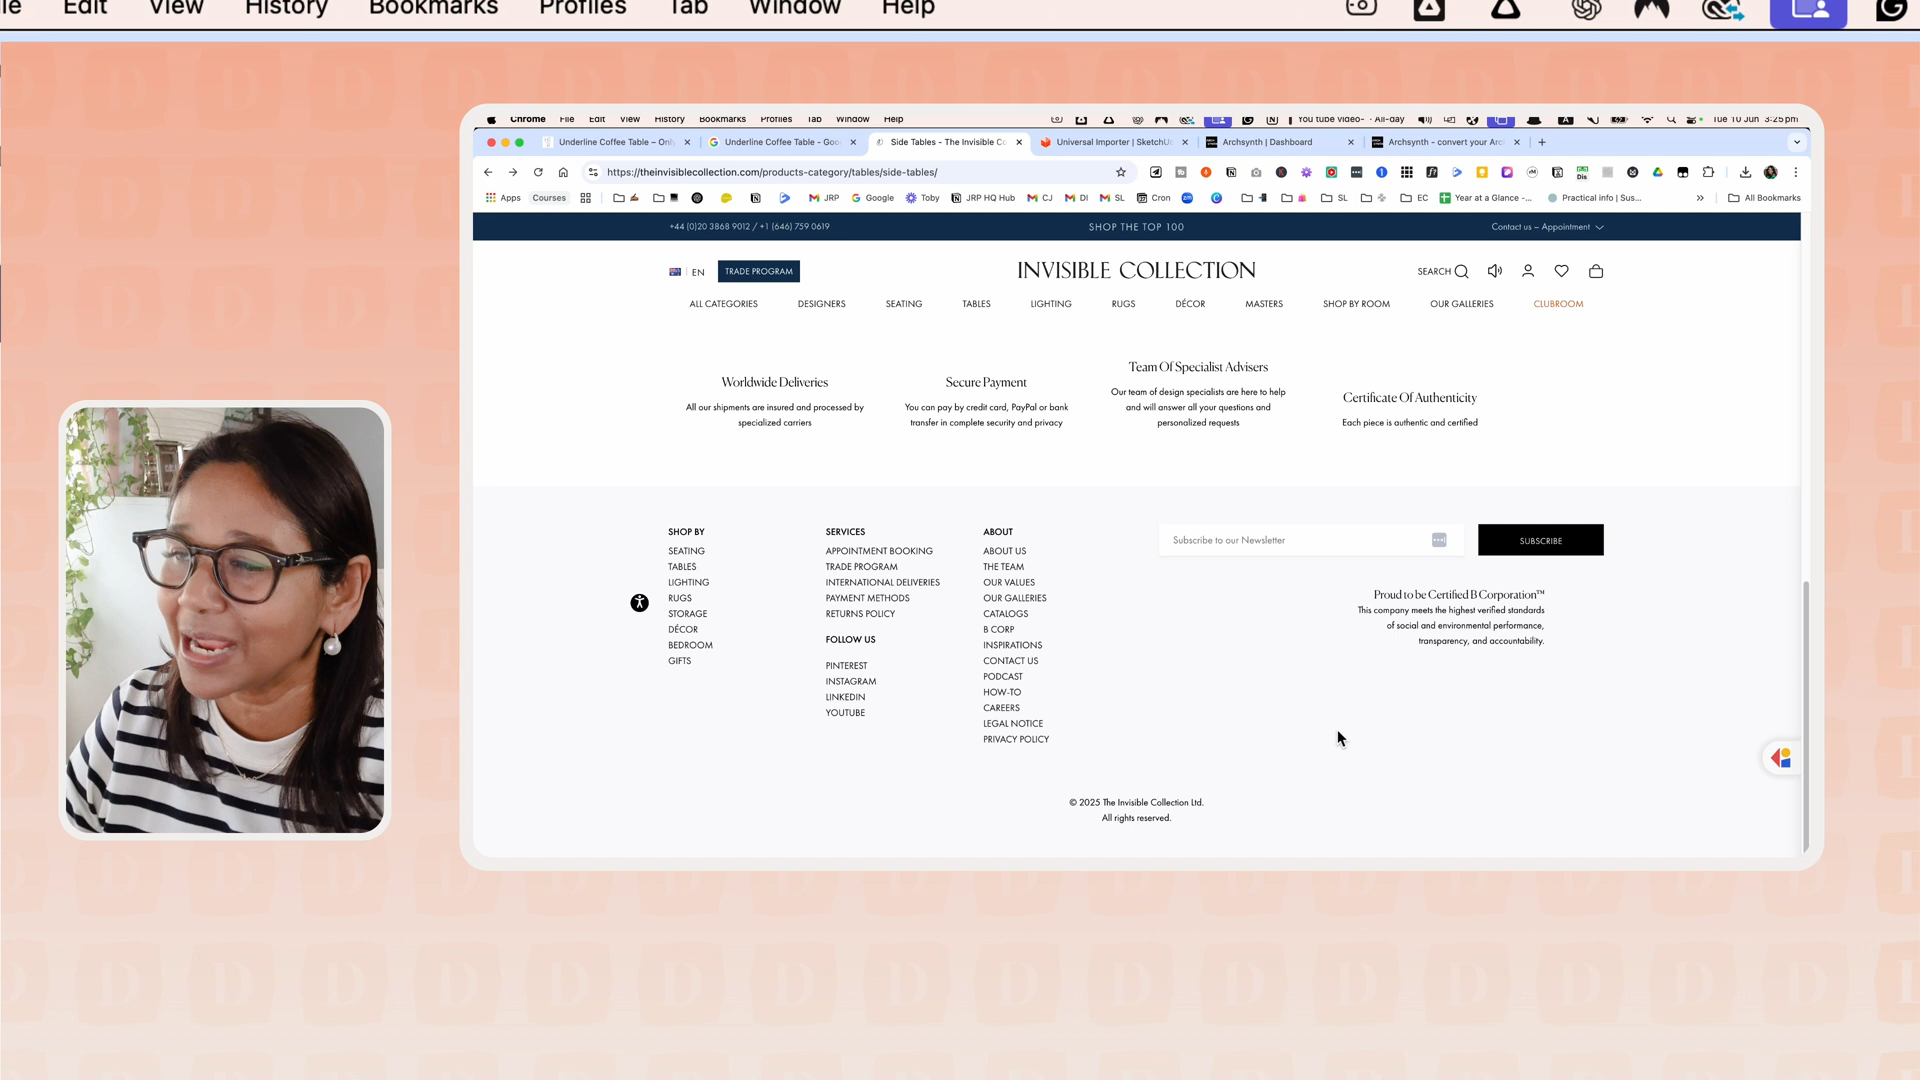 Edit View History Bookmarks Profiles Tab Window Help
Chrome File Edit View History Bookmarks Profiles Tab Window Help
You tube video- · All-day
Tue 10 Jun 3:25pm
Underline Coffee Table – Onl
Underline Coffee Table - Goo
Side Tables - The Invisible Co
Universal Importer | SketchU
Archsynth | Dashboard
Archsynth - convert your Arc
https://theinvisiblecollection.com/products-category/tables/side-tables/
Apps Courses JRP Google Toby JRP HQ Hub CJ DI SL Cron SL EC Year at a Glance -... Practical info | Sus... All Bookmarks
+44 (0)20 3868 9012 / +1 (646) 759 0619
SHOP THE TOP 100
Contact us – Appointment
EN
TRADE PROGRAM
INVISIBLE COLLECTION
SEARCH
ALL CATEGORIES DESIGNERS SEATING TABLES LIGHTING RUGS DÉCOR MASTERS SHOP BY ROOM OUR GALLERIES CLUBROOM
Worldwide Deliveries
All our shipments are insured and processed by
specialized carriers
Secure Payment
You can pay by credit card, PayPal or bank
transfer in complete security and privacy
Team Of Specialist Advisers
Our team of design specialists are here to help
and will answer all your questions and
personalized requests
Certificate Of Authenticity
Each piece is authentic and certified
SHOP BY
SEATING
TABLES
LIGHTING
RUGS
STORAGE
DÉCOR
BEDROOM
GIFTS
SERVICES
APPOINTMENT BOOKING
TRADE PROGRAM
INTERNATIONAL DELIVERIES
PAYMENT METHODS
RETURNS POLICY
FOLLOW US
PINTEREST
INSTAGRAM
LINKEDIN
YOUTUBE
ABOUT
ABOUT US
THE TEAM
OUR VALUES
OUR GALLERIES
CATALOGS
B CORP
INSPIRATIONS
CONTACT US
PODCAST
HOW-TO
CAREERS
LEGAL NOTICE
PRIVACY POLICY
Subscribe to our Newsletter
SUBSCRIBE
Proud to be Certified B Corporation™
This company meets the highest verified standards
of social and environmental performance,
transparency, and accountability.
© 2025 The Invisible Collection Ltd.
All rights reserved.